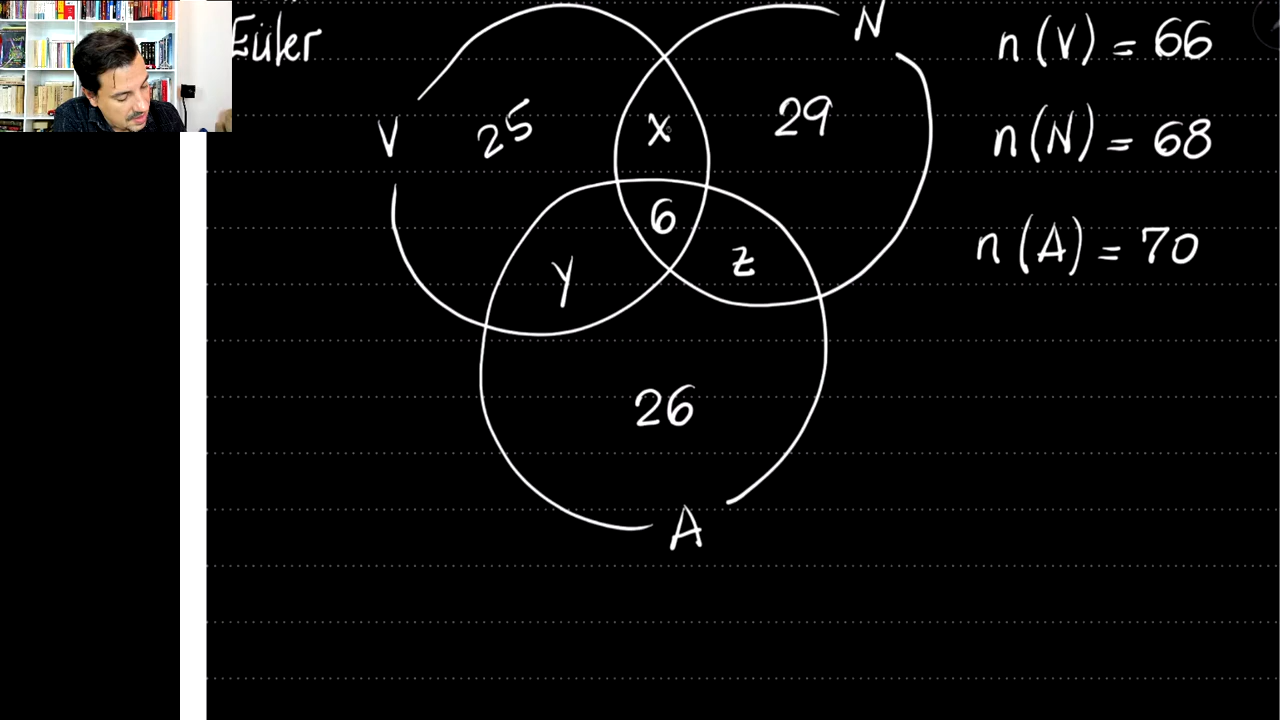 Euler
N
n (V) = 66
V
25
x
29
n (N) = 68
6
y
z
n (A) = 70
26
A